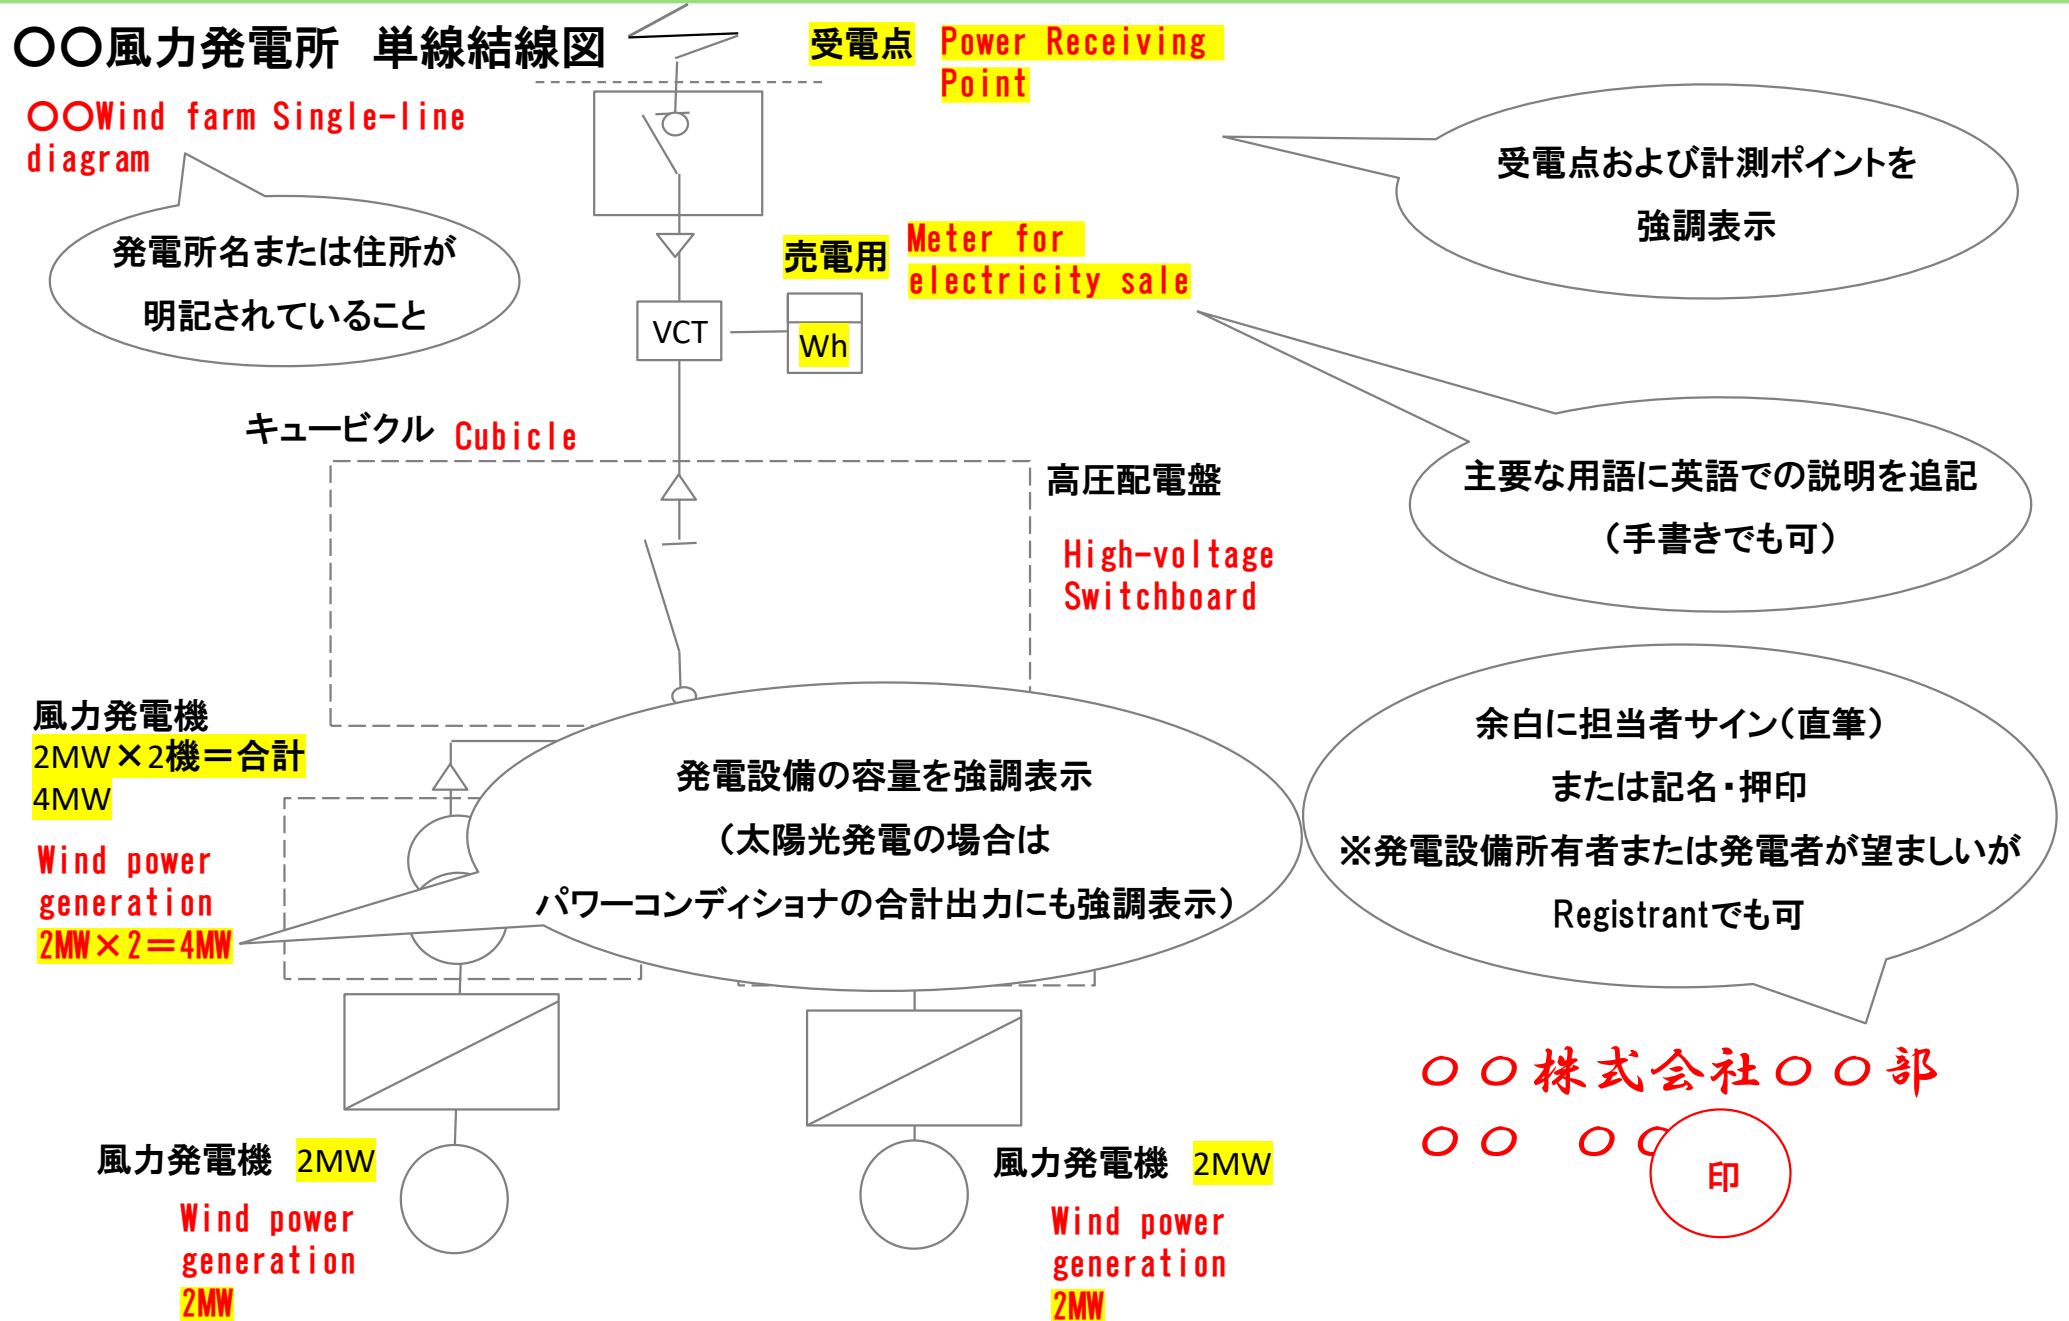 〇〇風力発電所　単線結線図
〇〇Wind farm Single-line
diagram
発電所名または住所が
明記されていること
受電点
Power Receiving
Point
受電点および計測ポイントを
強調表示
売電用
Meter for
electricity sale
VCT
Wh
キュービクル
Cubicle
高圧配電盤
High-voltage
Switchboard
主要な用語に英語での説明を追記
（手書きでも可）
風力発電機
2MW×2機＝合計
4MW
Wind power
generation
2MW×2＝4MW
発電設備の容量を強調表示
（太陽光発電の場合は
パワーコンディショナの合計出力にも強調表示）
余白に担当者サイン（直筆）
または記名・押印
※発電設備所有者または発電者が望ましいが
Registrantでも可
〇〇株式会社〇〇部
〇〇　〇〇
印
風力発電機
2MW
Wind power
generation
2MW
風力発電機
2MW
Wind power
generation
2MW